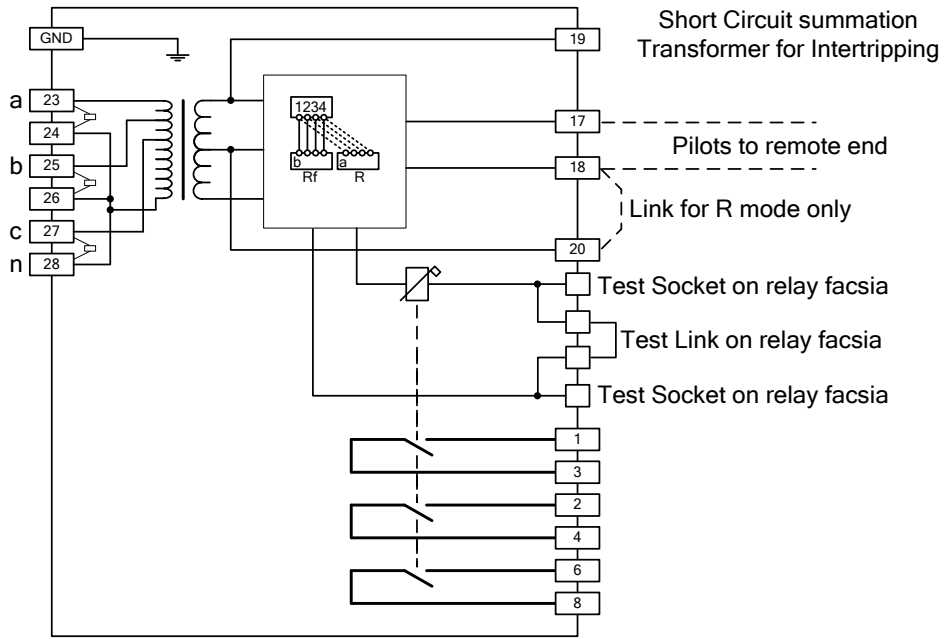 Short Circuit summation
Transformer for Intertripping
GND
19
a 23
24
b 25
26
c 27
n 28
1234
b a
Rf R
17
Pilots to remote end
18
Link for R mode only
20
Test Socket on relay facsia
Test Link on relay facsia
Test Socket on relay facsia
1
3
2
4
6
8